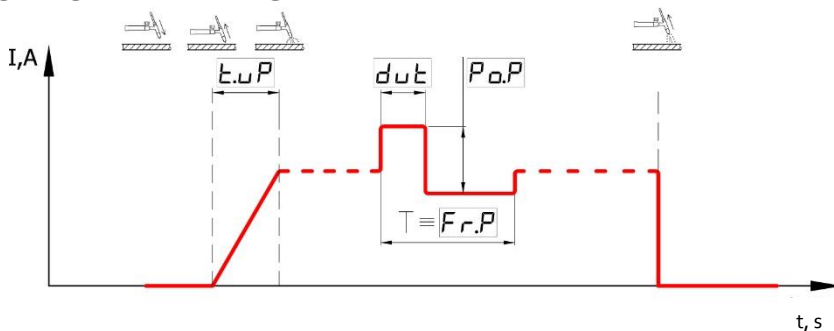 I,A
t.uP
dut
Po.P
T ≡ Fr.P
t, s